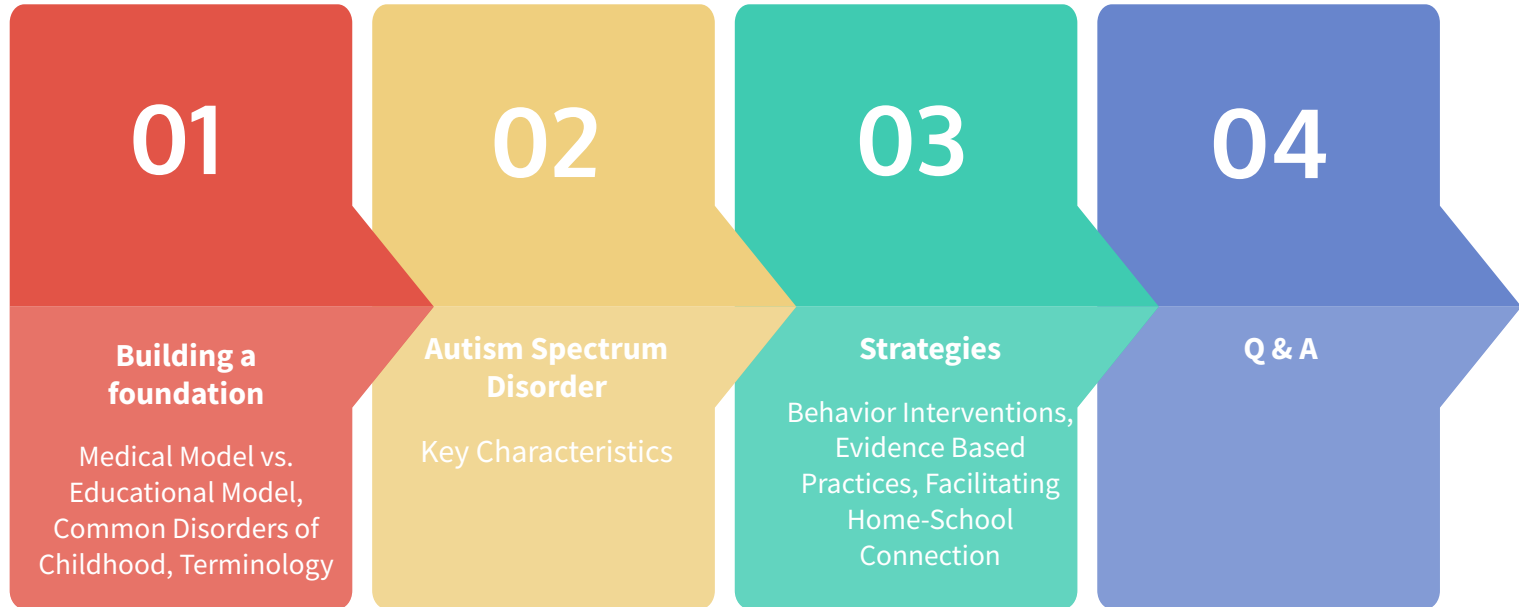 01
Building a
foundation
Medical Model vs.
Educational Model,
Common Disorders of
Childhood, Terminology
02
Autism Spectrum
Disorder
Key Characteristics
03
Strategies
Behavior Interventions,
Evidence Based
Practices, Facilitating
Home-School
Connection
04
Q & A